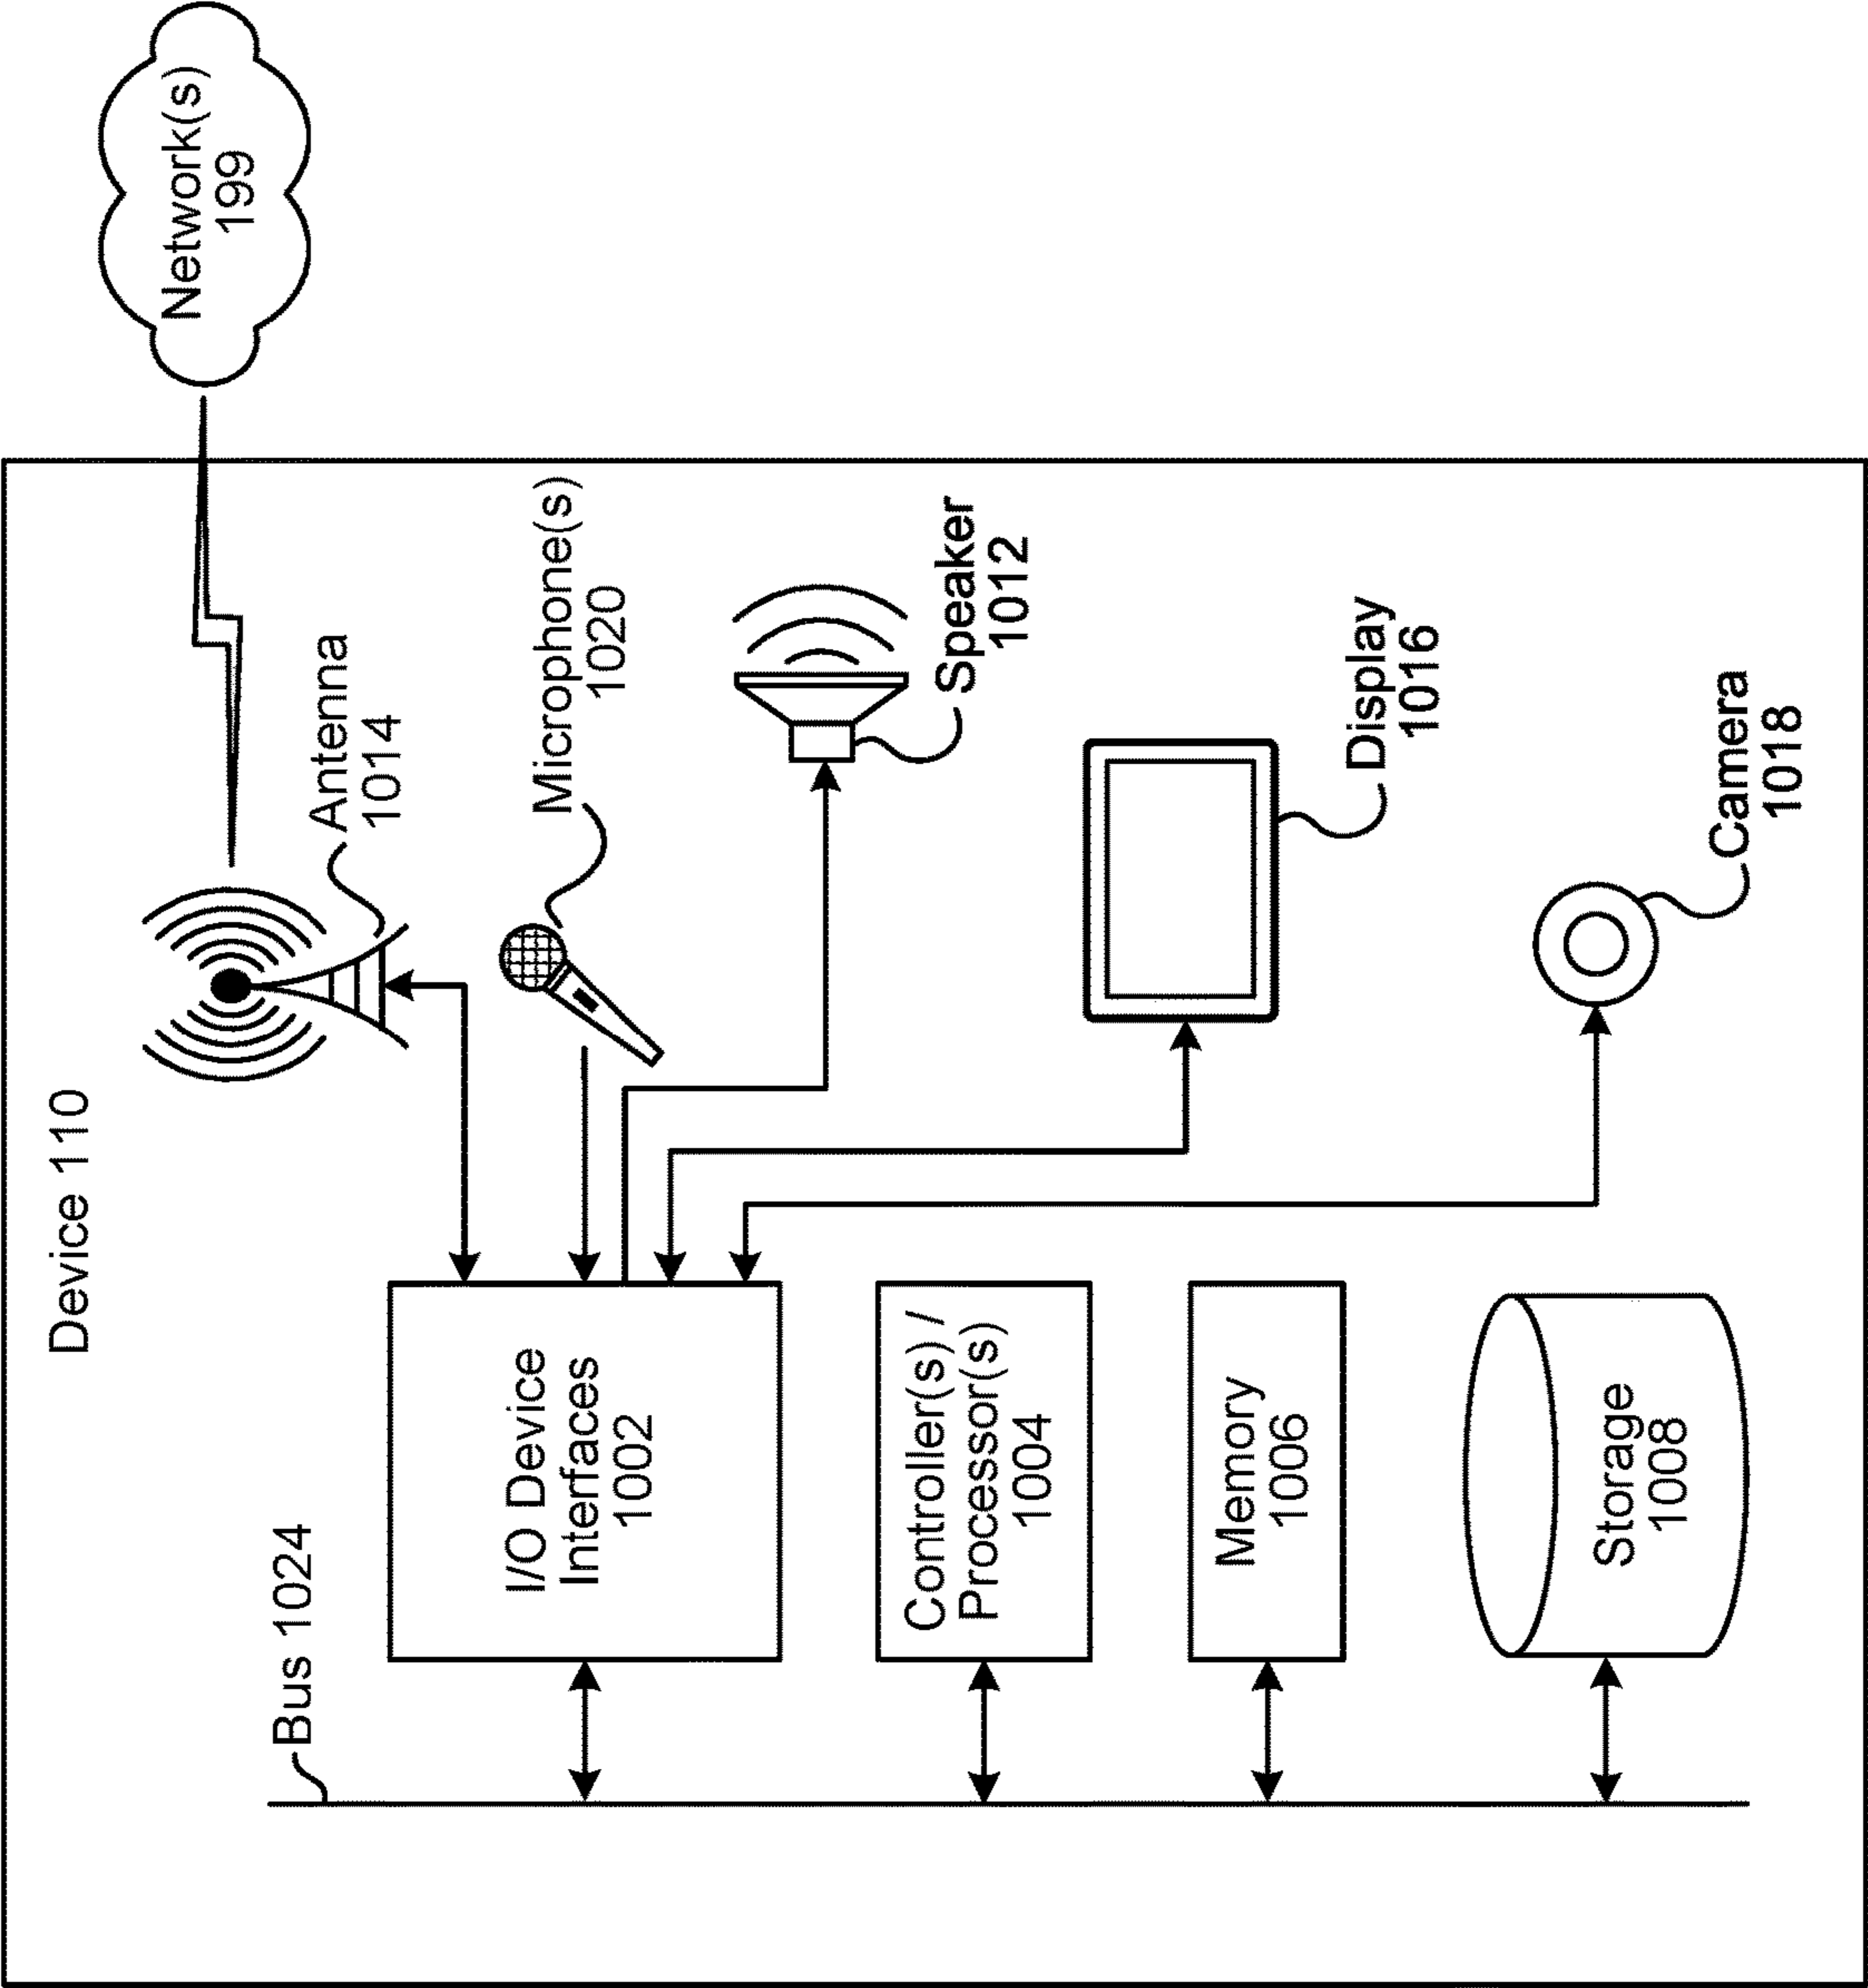 Device 110
Network(s)
199
Bus 1024
Antenna
1014
I/O Device
Interfaces
1002
Microphone(s)
1020
Controller(s) /
Processor(s)
1004
Speaker
1012
Memory
1006
Display
1016
Storage
1008
Camera
1018